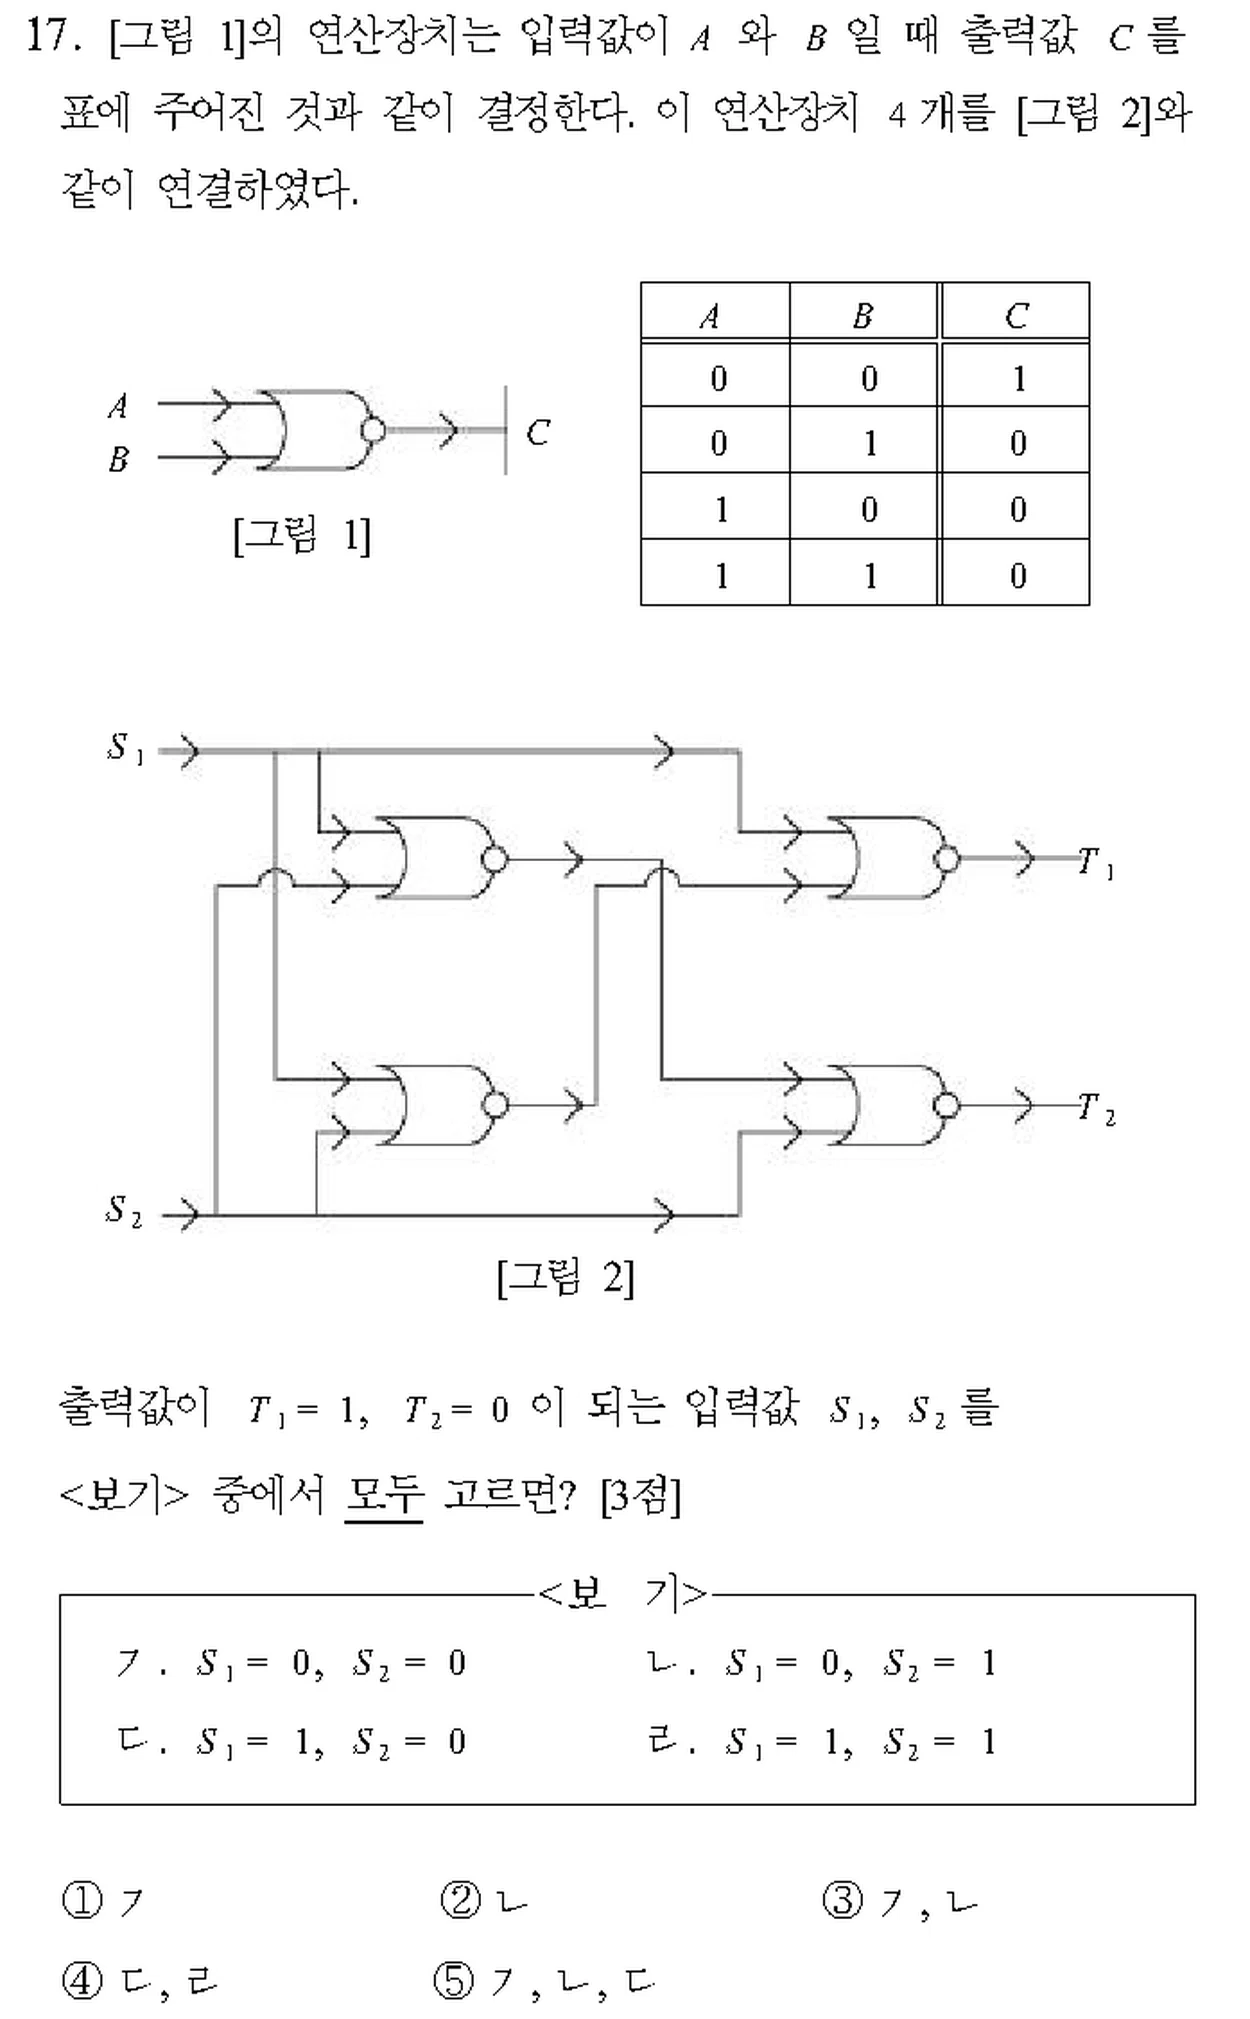 17. [그림 1]의 연산장치는 입력값이 A 와 B 일 때 출력값 C 를
표에 주어진 것과 같이 결정한다. 이 연산장치 4 개를 [그림 2]와
같이 연결하였다.
A B C
0 0 1
0 1 0
1 0 0
1 1 0
A
B
C
[그림 1]
S₁
T₁
T₂
S₂
[그림 2]
출력값이 T₁ = 1, T₂ = 0 이 되는 입력값 S₁, S₂ 를
<보기> 중에서 모두 고르면? [3점]
<보 기>
ㄱ. S₁ = 0, S₂ = 0 ㄴ. S₁ = 0, S₂ = 1
ㄷ. S₁ = 1, S₂ = 0 ㄹ. S₁ = 1, S₂ = 1
① ㄱ ② ㄴ ③ ㄱ, ㄴ
④ ㄷ, ㄹ ⑤ ㄱ, ㄴ, ㄷ